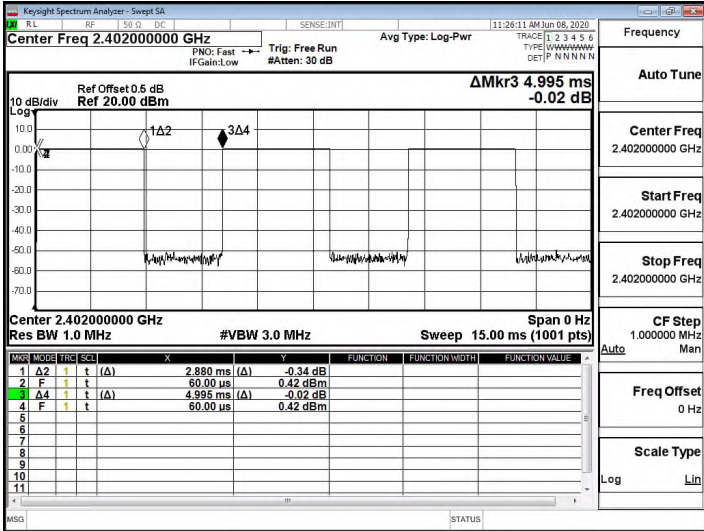 Keysight Spectrum Analyzer - Swept SA
RL RF 50 Ω DC SENSE:INT 11:26:11 AM Jun 08, 2020
Center Freq 2.402000000 GHz
PNO: Fast
IFGain:Low
Trig: Free Run
#Atten: 30 dB
Avg Type: Log-Pwr
TRACE 1 2 3 4 5 6
TYPE WWWWWW
DET P N N N N N
Ref Offset 0.5 dB
Ref 20.00 dBm
10 dB/div
Log
ΔMkr3 4.995 ms
-0.02 dB
10.0
0.00
-10.0
-20.0
-30.0
-40.0
-50.0
-60.0
-70.0
1Δ2
3Δ4
Center 2.402000000 GHz
Span 0 Hz
Res BW 1.0 MHz
#VBW 3.0 MHz
Sweep 15.00 ms (1001 pts)
MKR MODE TRC SCL X Y FUNCTION FUNCTION WIDTH FUNCTION VALUE
1 Δ2 1 t (Δ) 2.880 ms (Δ) -0.34 dB
2 F 1 t 60.00 µs 0.42 dBm
3 Δ4 1 t (Δ) 4.995 ms (Δ) -0.02 dB
4 F 1 t 60.00 µs 0.42 dBm
5
6
7
8
9
10
11
MSG
STATUS
Frequency
Auto Tune
Center Freq
2.402000000 GHz
Start Freq
2.402000000 GHz
Stop Freq
2.402000000 GHz
CF Step
1.000000 MHz
Auto Man
Freq Offset
0 Hz
Scale Type
Log Lin